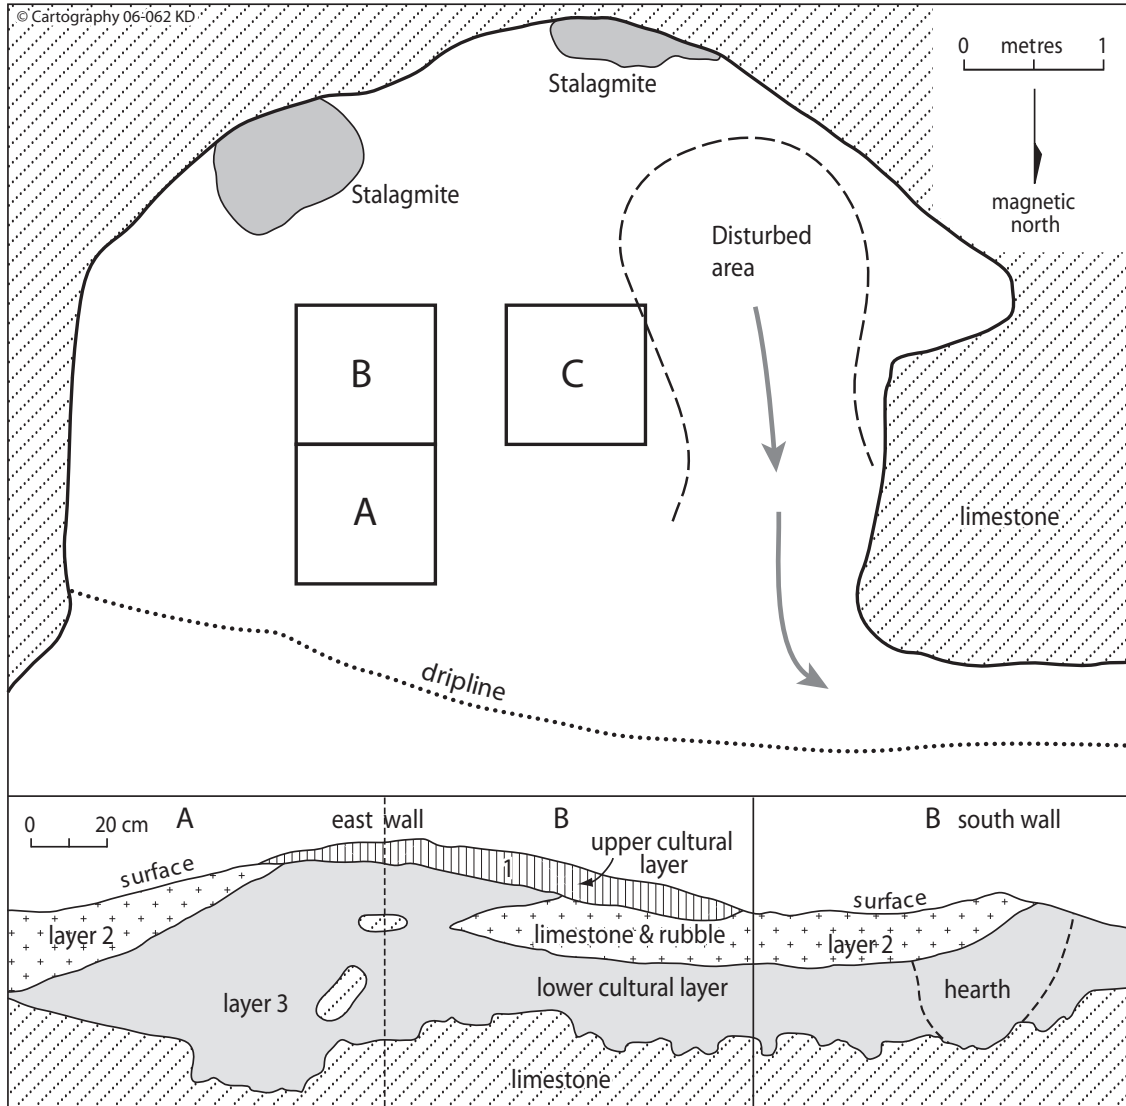 © Cartography 06-062 KD
0 metres 1
magnetic
north
Stalagmite
Stalagmite
Disturbed
area
B
C
A
limestone
dripline
0 20 cm
A
east wall
B
B south wall
surface
1
upper cultural
layer
surface
layer 2
limestone & rubble
layer 2
layer 3
lower cultural layer
hearth
limestone